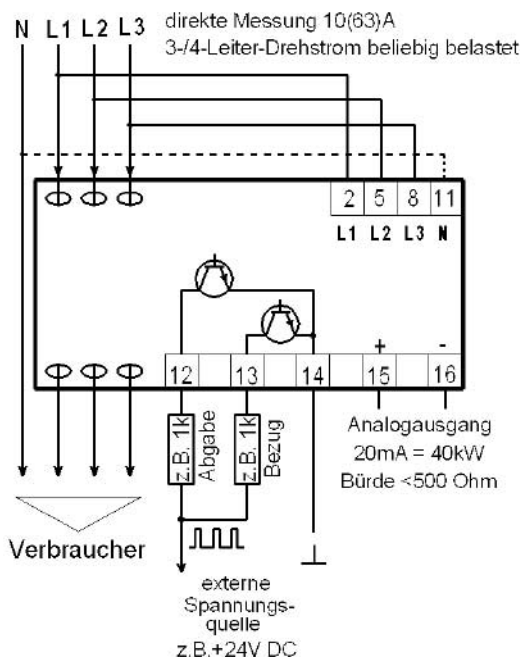 direkte Messung 10(63)A
N L1 L2 L3
3-/4-Leiter-Drehstrom beliebig belastet
2 5 8 11
L1 L2 L3 N
+ -
12 13 14 15 16
z.B. 1k
Abgabe
z.B. 1k
Bezug
Analogausgang
20mA = 40kW
Bürde <500 Ohm
Verbraucher
externe
Spannungs-
quelle
z.B.+24V DC